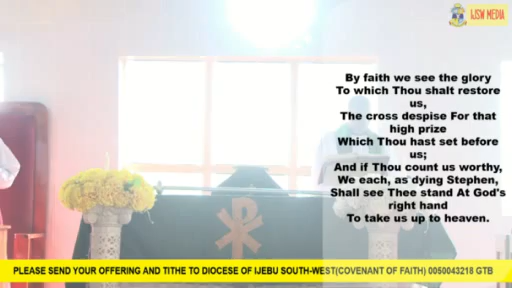 IJSW MEDIA
By faith we see the glory
To which Thou shalt restore
us,
The cross despise For that
high prize
Which Thou hast set before
us;
And if Thou count us worthy,
We each, as dying Stephen,
Shall see Thee stand At God's
right hand
To take us up to heaven.
PLEASE SEND YOUR OFFERING AND TITHE TO DIOCESE OF IJEBU SOUTH-WEST(COVENANT OF FAITH) 0050043218 GTB